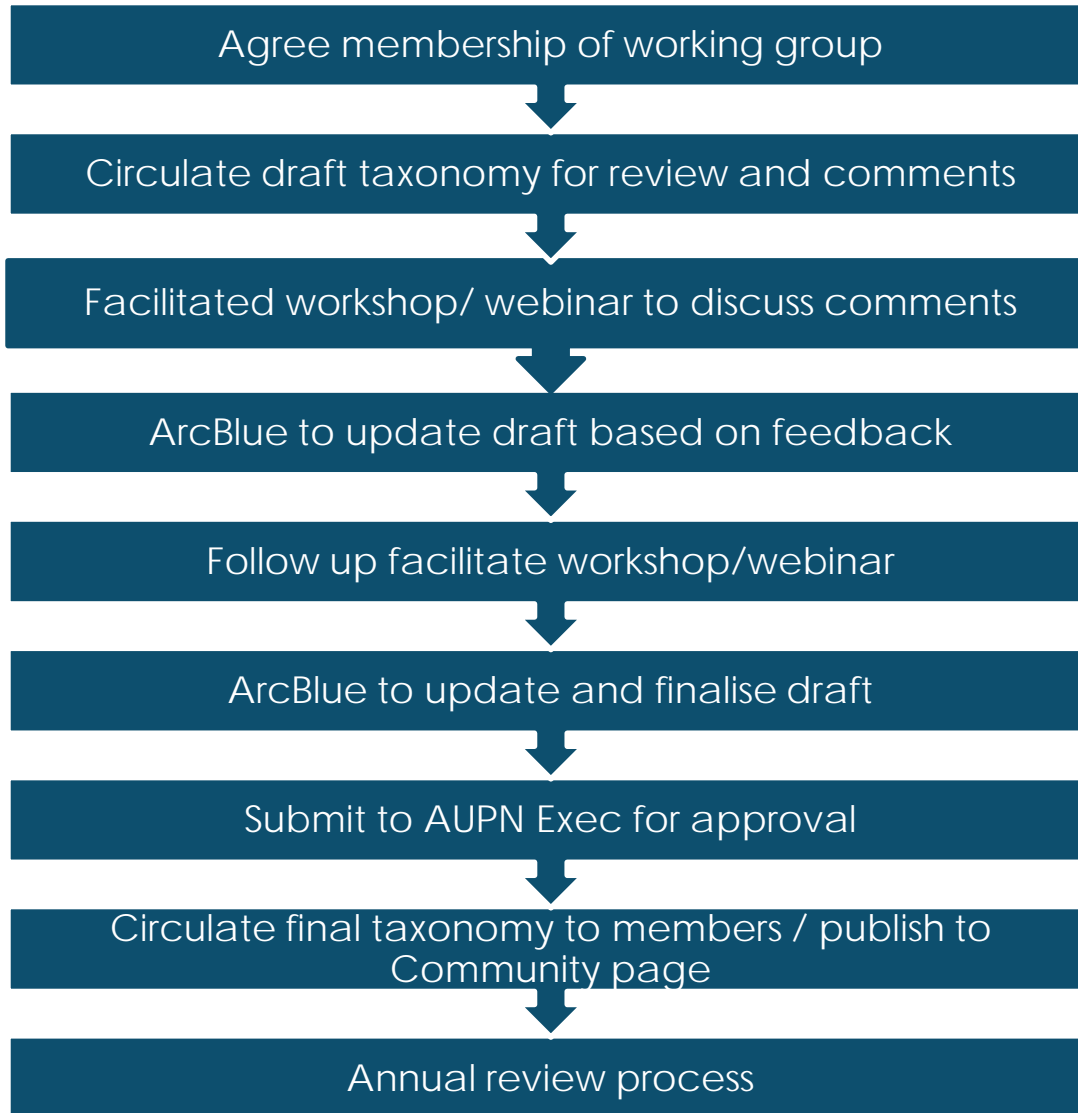 Agree membership of working group
Circulate draft taxonomy for review and comments
Facilitated workshop/ webinar to discuss comments
ArcBlue to update draft based on feedback
Follow up facilitate workshop/webinar
ArcBlue to update and finalise draft
Submit to AUPN Exec for approval
Circulate final taxonomy to members / publish to
Community page
Annual review process